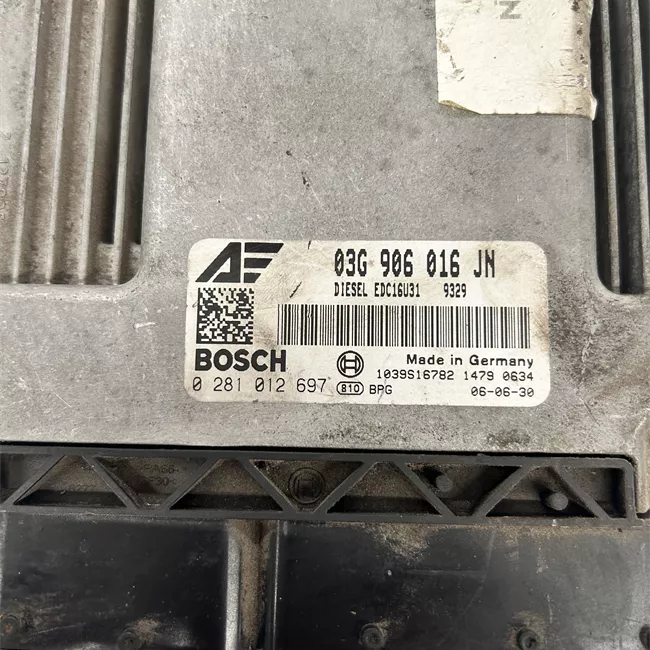 AE
03G 906 016 JN
DIESEL EDC16U31 9329
BOSCH
Made in Germany
0 281 012 697
810 BPG
1039S16782 1479 0634
06-06-30
N